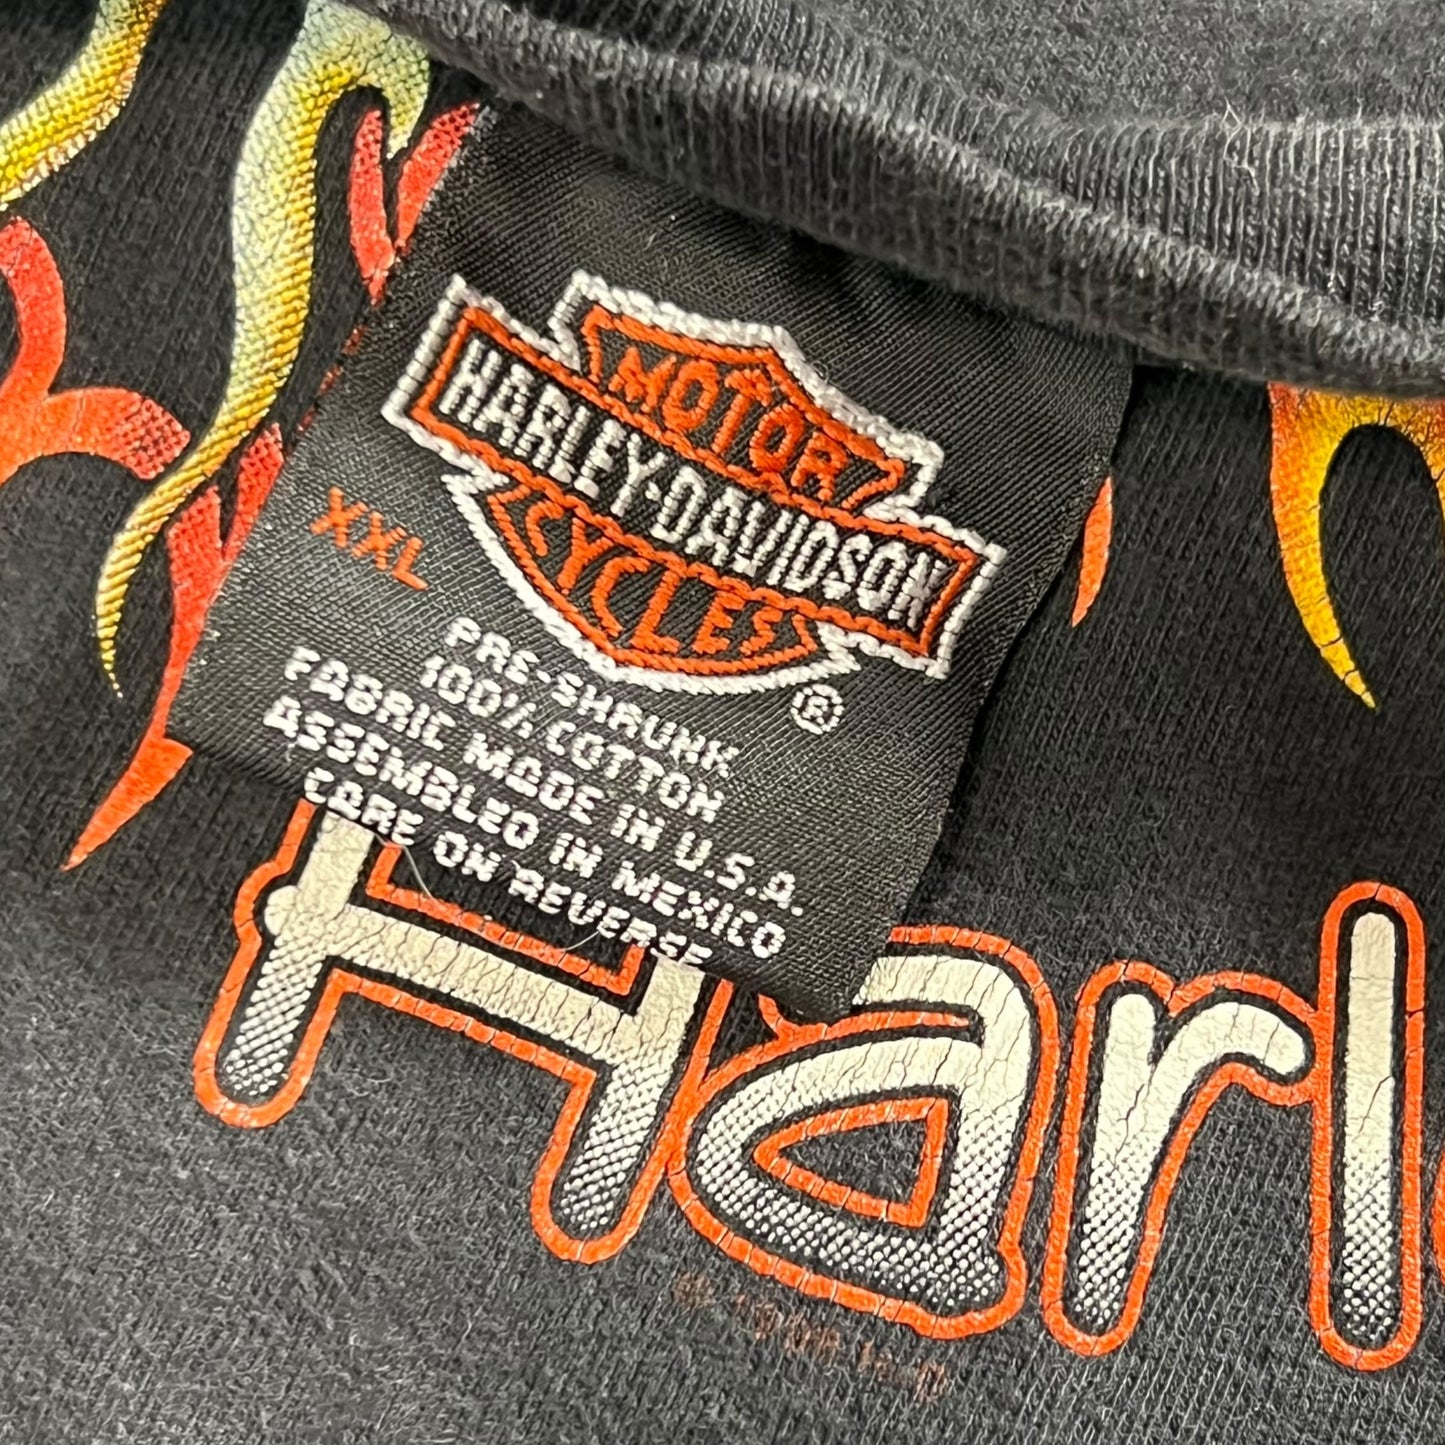 MOTOR
HARLEY-DAVIDSON
CYCLES
®
XXL
PRE-SHRUNK
100% COTTON
FABRIC MADE IN U.S.A.
ASSEMBLED IN MEXICO
CARE ON REVERSE
Harl